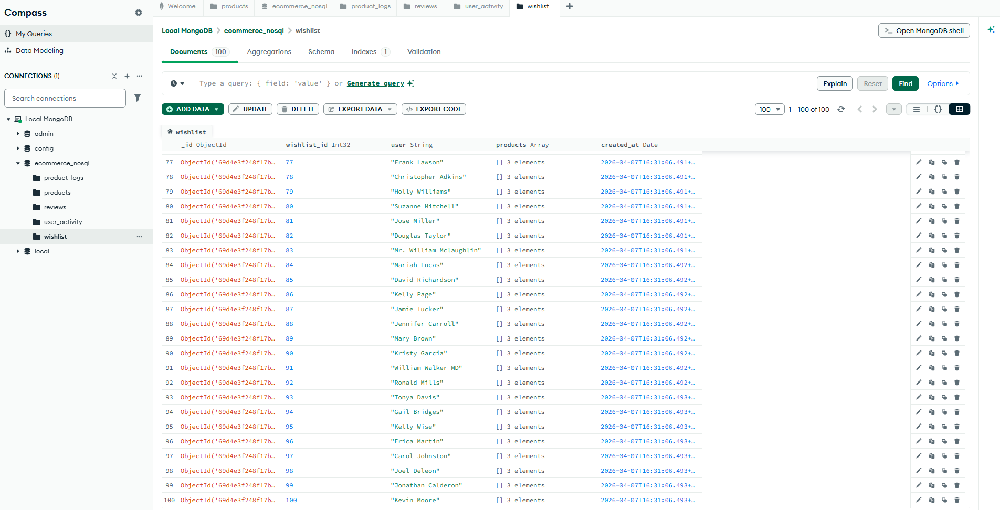 Compass
My Queries
Data Modeling
CONNECTIONS (1)
Search connections
Local MongoDB
admin
config
ecommerce_nosql
product_logs
products
reviews
user_activity
wishlist
local
Welcome products ecommerce_nosql product_logs reviews user_activity wishlist
Local MongoDB ecommerce_nosql wishlist
>_ Open MongoDB shell
Documents 100 Aggregations Schema Indexes 1 Validation
Type a query: { field: 'value' } or Generate query
Explain Reset Find Options
ADD DATA UPDATE DELETE EXPORT DATA EXPORT CODE
100 1 – 100 of 100
wishlist
_id ObjectId wishlist_id Int32 user String products Array created_at Date
77 ObjectId('69d4e3f248f17b… 77 "Frank Lawson" [] 3 elements 2026-04-07T16:31:06.491+…
78 ObjectId('69d4e3f248f17b… 78 "Christopher Adkins" [] 3 elements 2026-04-07T16:31:06.491+…
79 ObjectId('69d4e3f248f17b… 79 "Holly Williams" [] 3 elements 2026-04-07T16:31:06.491+…
80 ObjectId('69d4e3f248f17b… 80 "Suzanne Mitchell" [] 3 elements 2026-04-07T16:31:06.491+…
81 ObjectId('69d4e3f248f17b… 81 "Jose Miller" [] 3 elements 2026-04-07T16:31:06.491+…
82 ObjectId('69d4e3f248f17b… 82 "Douglas Taylor" [] 3 elements 2026-04-07T16:31:06.491+…
83 ObjectId('69d4e3f248f17b… 83 "Mr. William Mclaughlin" [] 3 elements 2026-04-07T16:31:06.491+…
84 ObjectId('69d4e3f248f17b… 84 "Mariah Lucas" [] 3 elements 2026-04-07T16:31:06.492+…
85 ObjectId('69d4e3f248f17b… 85 "David Richardson" [] 3 elements 2026-04-07T16:31:06.492+…
86 ObjectId('69d4e3f248f17b… 86 "Kelly Page" [] 3 elements 2026-04-07T16:31:06.492+…
87 ObjectId('69d4e3f248f17b… 87 "Jamie Tucker" [] 3 elements 2026-04-07T16:31:06.492+…
88 ObjectId('69d4e3f248f17b… 88 "Jennifer Carroll" [] 3 elements 2026-04-07T16:31:06.492+…
89 ObjectId('69d4e3f248f17b… 89 "Mary Brown" [] 3 elements 2026-04-07T16:31:06.492+…
90 ObjectId('69d4e3f248f17b… 90 "Kristy Garcia" [] 3 elements 2026-04-07T16:31:06.492+…
91 ObjectId('69d4e3f248f17b… 91 "William Walker MD" [] 3 elements 2026-04-07T16:31:06.492+…
92 ObjectId('69d4e3f248f17b… 92 "Ronald Mills" [] 3 elements 2026-04-07T16:31:06.492+…
93 ObjectId('69d4e3f248f17b… 93 "Tonya Davis" [] 3 elements 2026-04-07T16:31:06.493+…
94 ObjectId('69d4e3f248f17b… 94 "Gail Bridges" [] 3 elements 2026-04-07T16:31:06.493+…
95 ObjectId('69d4e3f248f17b… 95 "Kelly Wise" [] 3 elements 2026-04-07T16:31:06.493+…
96 ObjectId('69d4e3f248f17b… 96 "Erica Martin" [] 3 elements 2026-04-07T16:31:06.493+…
97 ObjectId('69d4e3f248f17b… 97 "Carol Johnston" [] 3 elements 2026-04-07T16:31:06.493+…
98 ObjectId('69d4e3f248f17b… 98 "Joel Deleon" [] 3 elements 2026-04-07T16:31:06.493+…
99 ObjectId('69d4e3f248f17b… 99 "Jonathan Calderon" [] 3 elements 2026-04-07T16:31:06.493+…
100 ObjectId('69d4e3f248f17b… 100 "Kevin Moore" [] 3 elements 2026-04-07T16:31:06.493+…